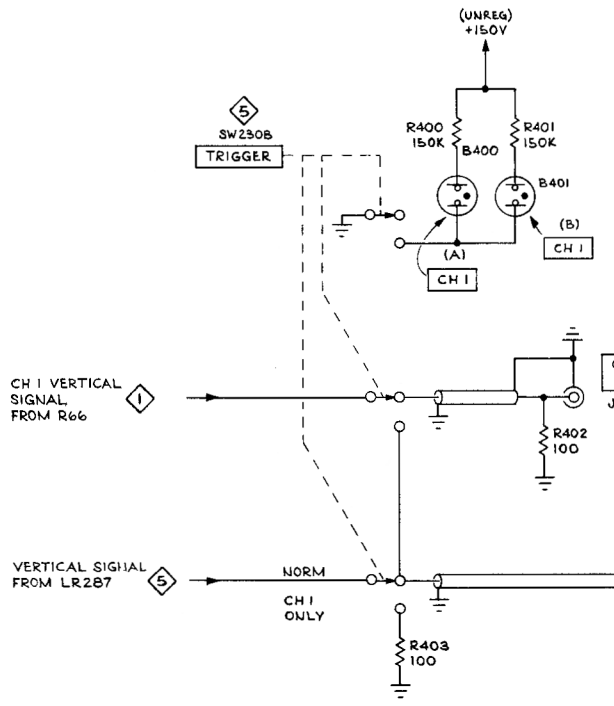 (UNREG)
+150V
5
SW230B
TRIGGER
R400
150K
R401
150K
B400
B401
(A)
CH 1
(B)
CH 1
CH 1 VERTICAL
SIGNAL
FROM R66
1
R402
100
J
VERTICAL SIGNAL
FROM LR287
5
NORM
CH 1
ONLY
R403
100